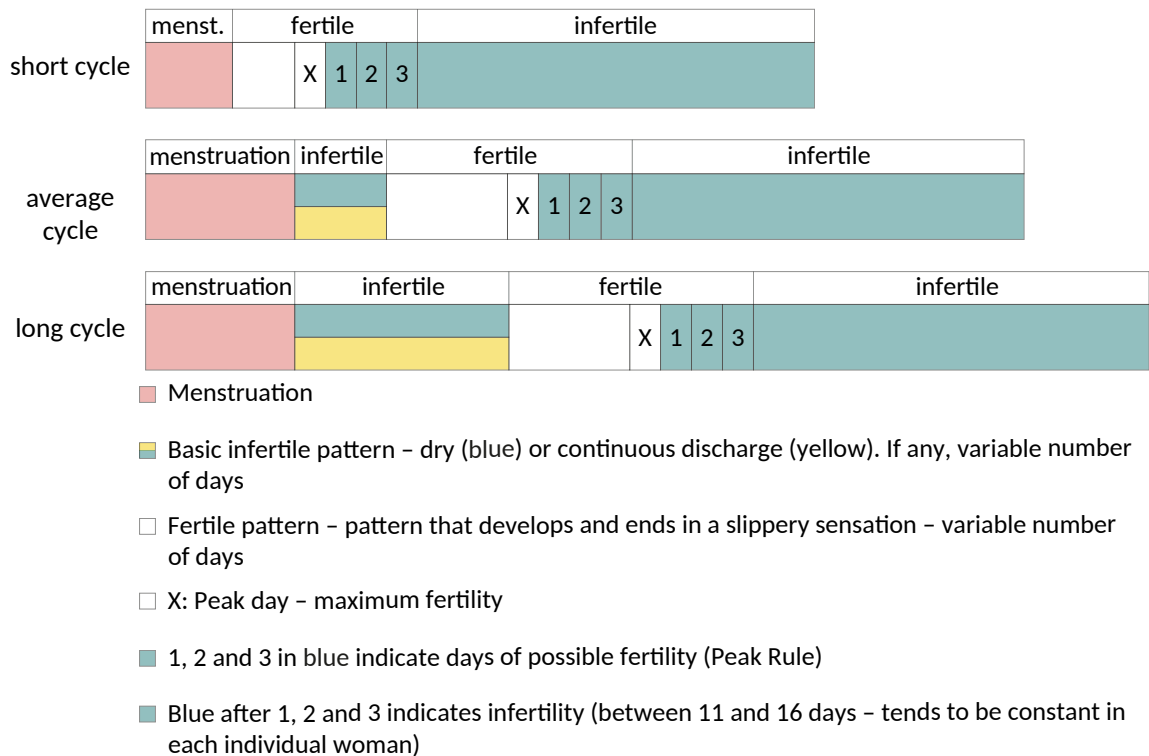 menst. fertile infertile
short cycle
X 1 2 3
menstruation infertile fertile infertile
average
cycle
X 1 2 3
menstruation infertile fertile infertile
long cycle
X 1 2 3
Menstruation
Basic infertile pattern – dry (blue) or continuous discharge (yellow). If any, variable number
of days
Fertile pattern – pattern that develops and ends in a slippery sensation – variable number
of days
X: Peak day – maximum fertility
1, 2 and 3 in blue indicate days of possible fertility (Peak Rule)
Blue after 1, 2 and 3 indicates infertility (between 11 and 16 days – tends to be constant in
each individual woman)